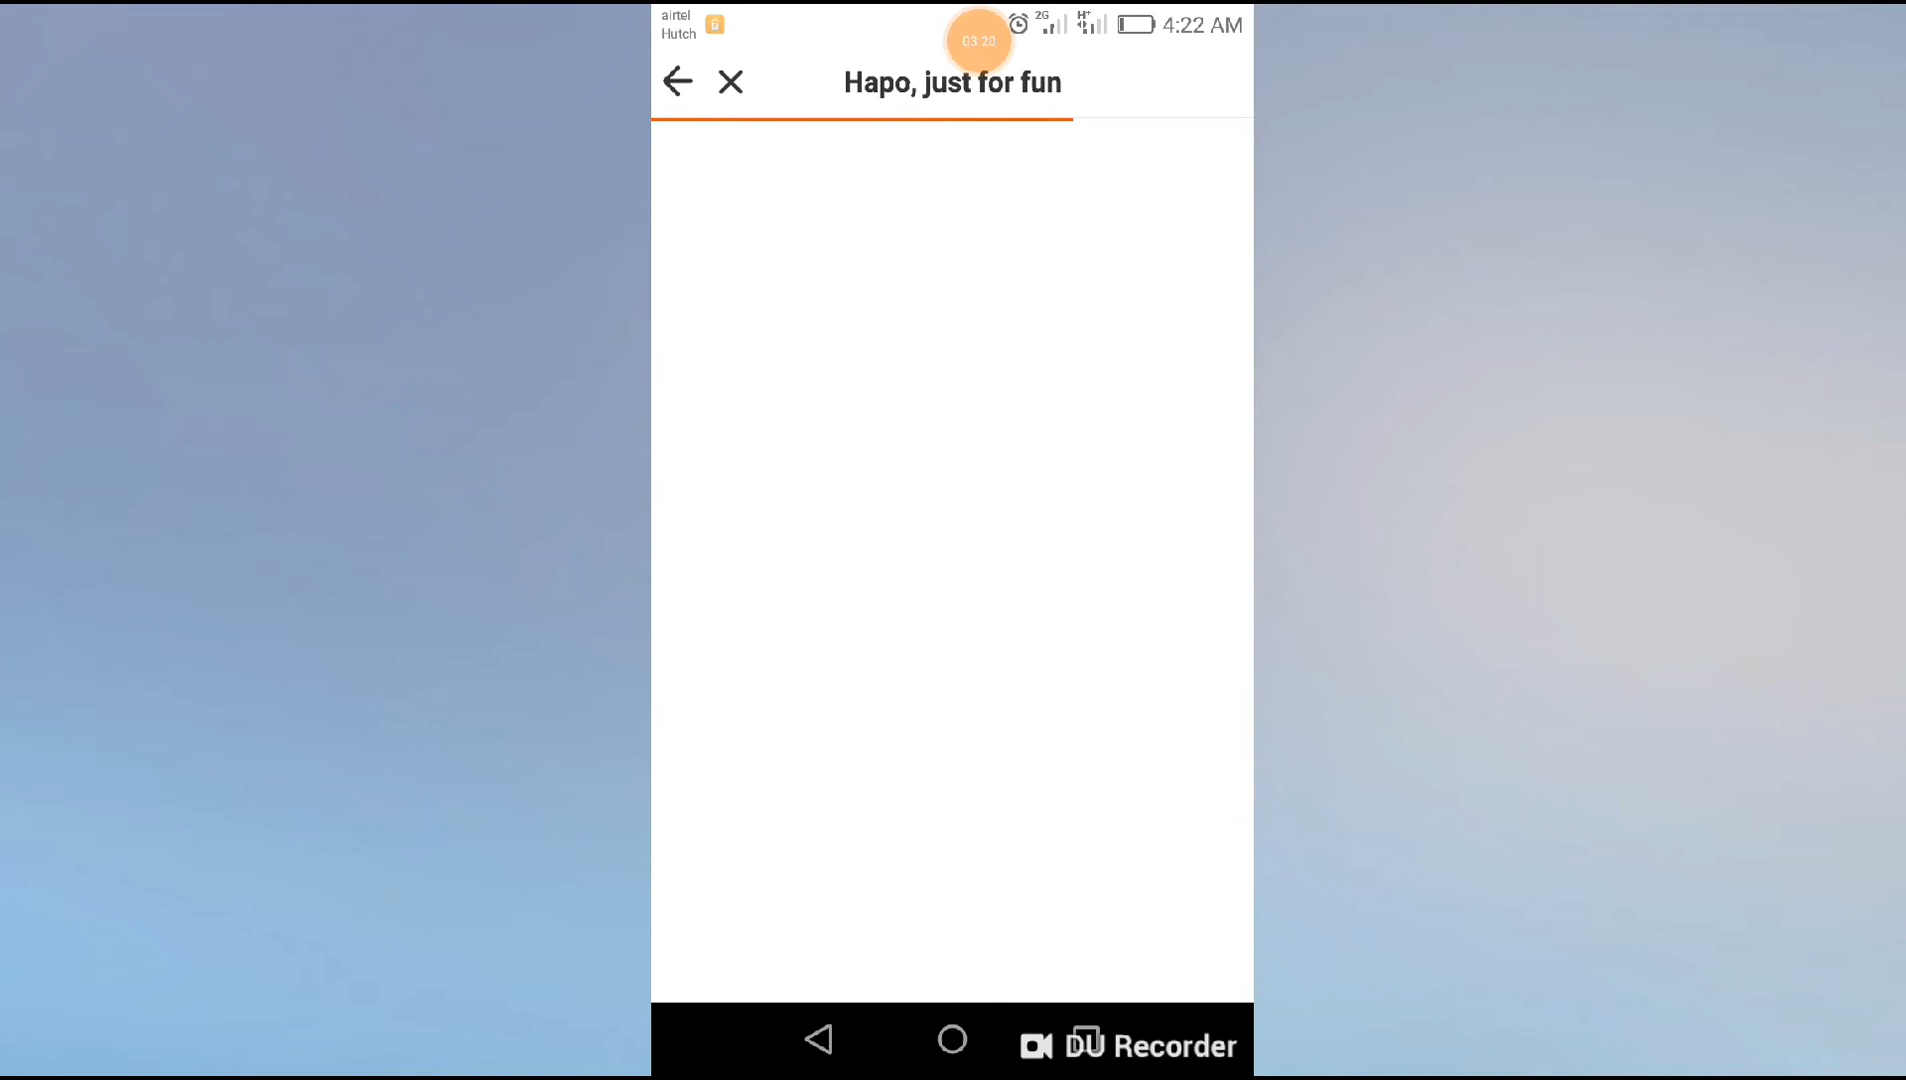 airtel
Hutch
03:20
2G
H+
4:22 AM
Hapo, just for fun
DU Recorder